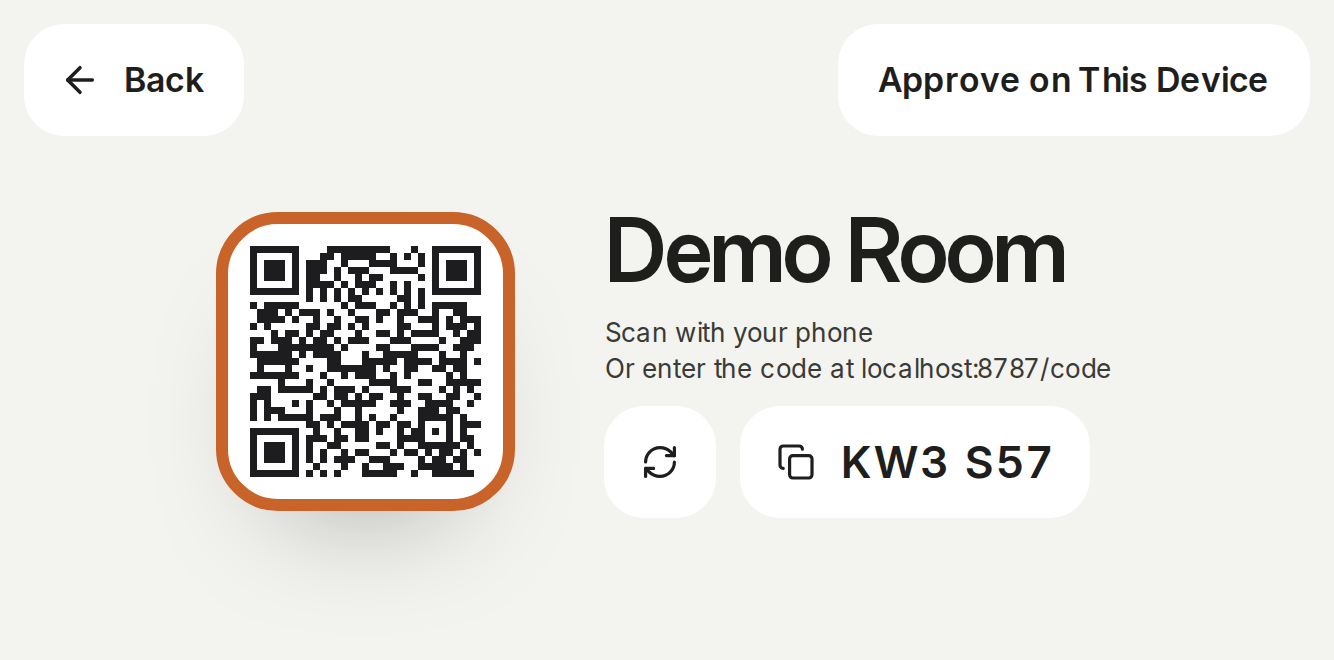 Back
Approve on This Device
Demo Room
Scan with your phone
Or enter the code at localhost:8787/code
KW3 S57